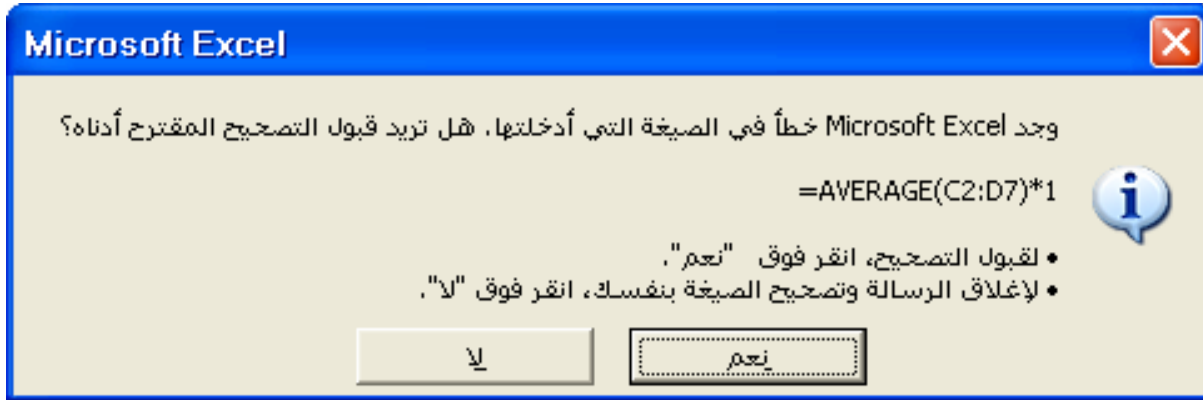 Microsoft Excel
وجد Microsoft Excel خطأ في الصيغة التي أدخلتها. هل تريد قبول التصحيح المقترح أدناه؟
=AVERAGE(C2:D7)*1
• لقبول التصحيح، انقر فوق "نعم".
• لإغلاق الرسالة وتصحيح الصيغة بنفسك، انقر فوق "لا".
نعم
لا